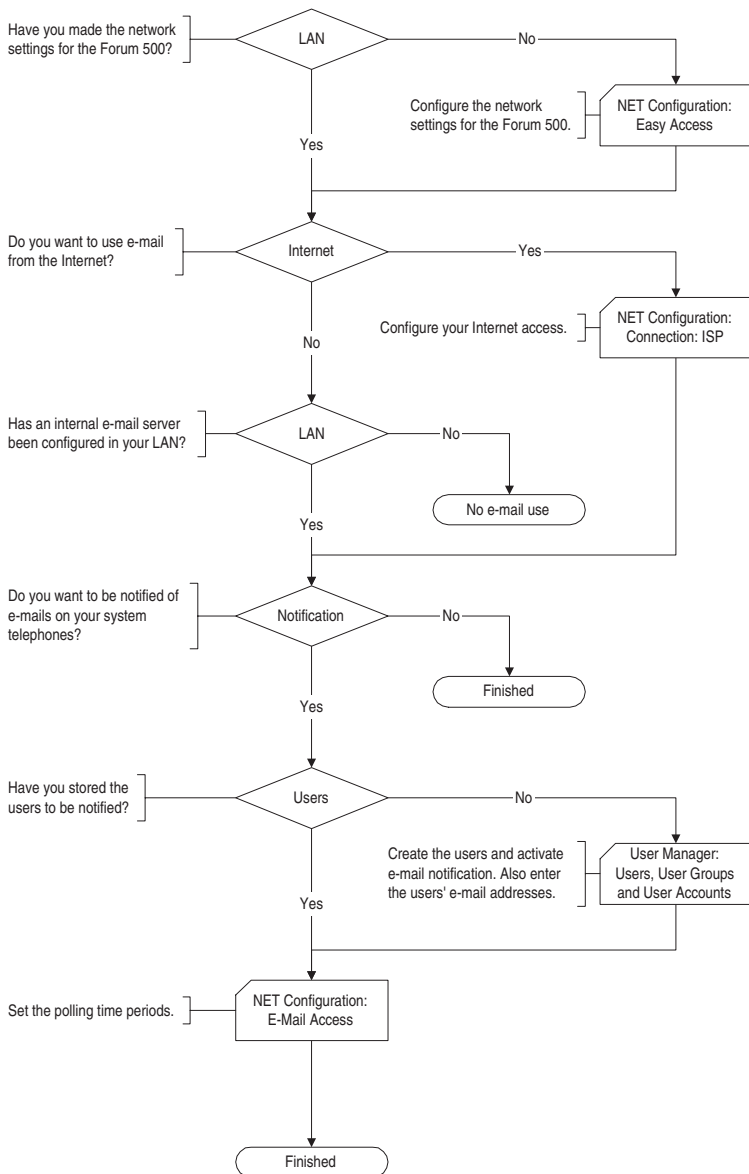 Have you made the network
settings for the Forum 500?
LAN
No
Configure the network
settings for the Forum 500.
NET Configuration:
Easy Access
Yes
Do you want to use e-mail
from the Internet?
Internet
Yes
Configure your Internet access.
NET Configuration:
Connection: ISP
No
Has an internal e-mail server
been configured in your LAN?
LAN
No
No e-mail use
Yes
Do you want to be notified of
e-mails on your system
telephones?
Notification
No
Finished
Yes
Have you stored the
users to be notified?
Users
No
Create the users and activate
e-mail notification. Also enter
the users' e-mail addresses.
User Manager:
Users, User Groups
and User Accounts
Yes
Set the polling time periods.
NET Configuration:
E-Mail Access
Finished